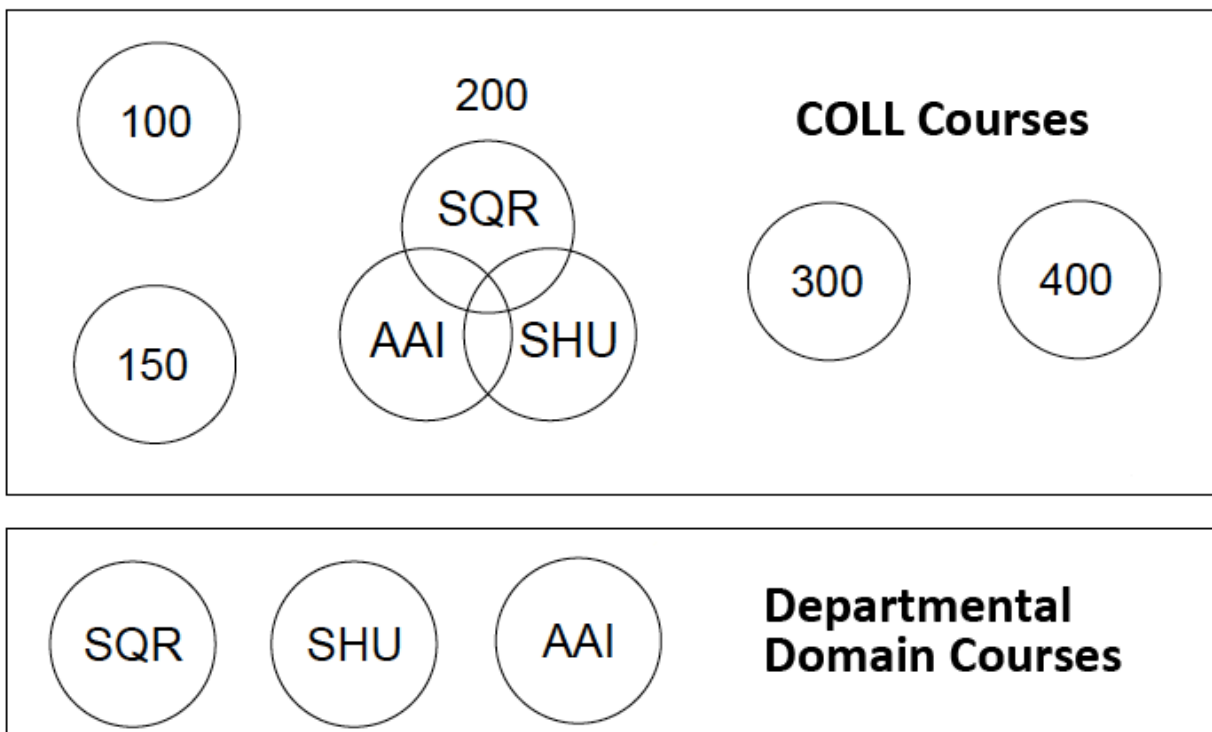 100
200
COLL Courses
SQR
300
400
AAI
SHU
150
SQR
SHU
AAI
Departmental
Domain Courses